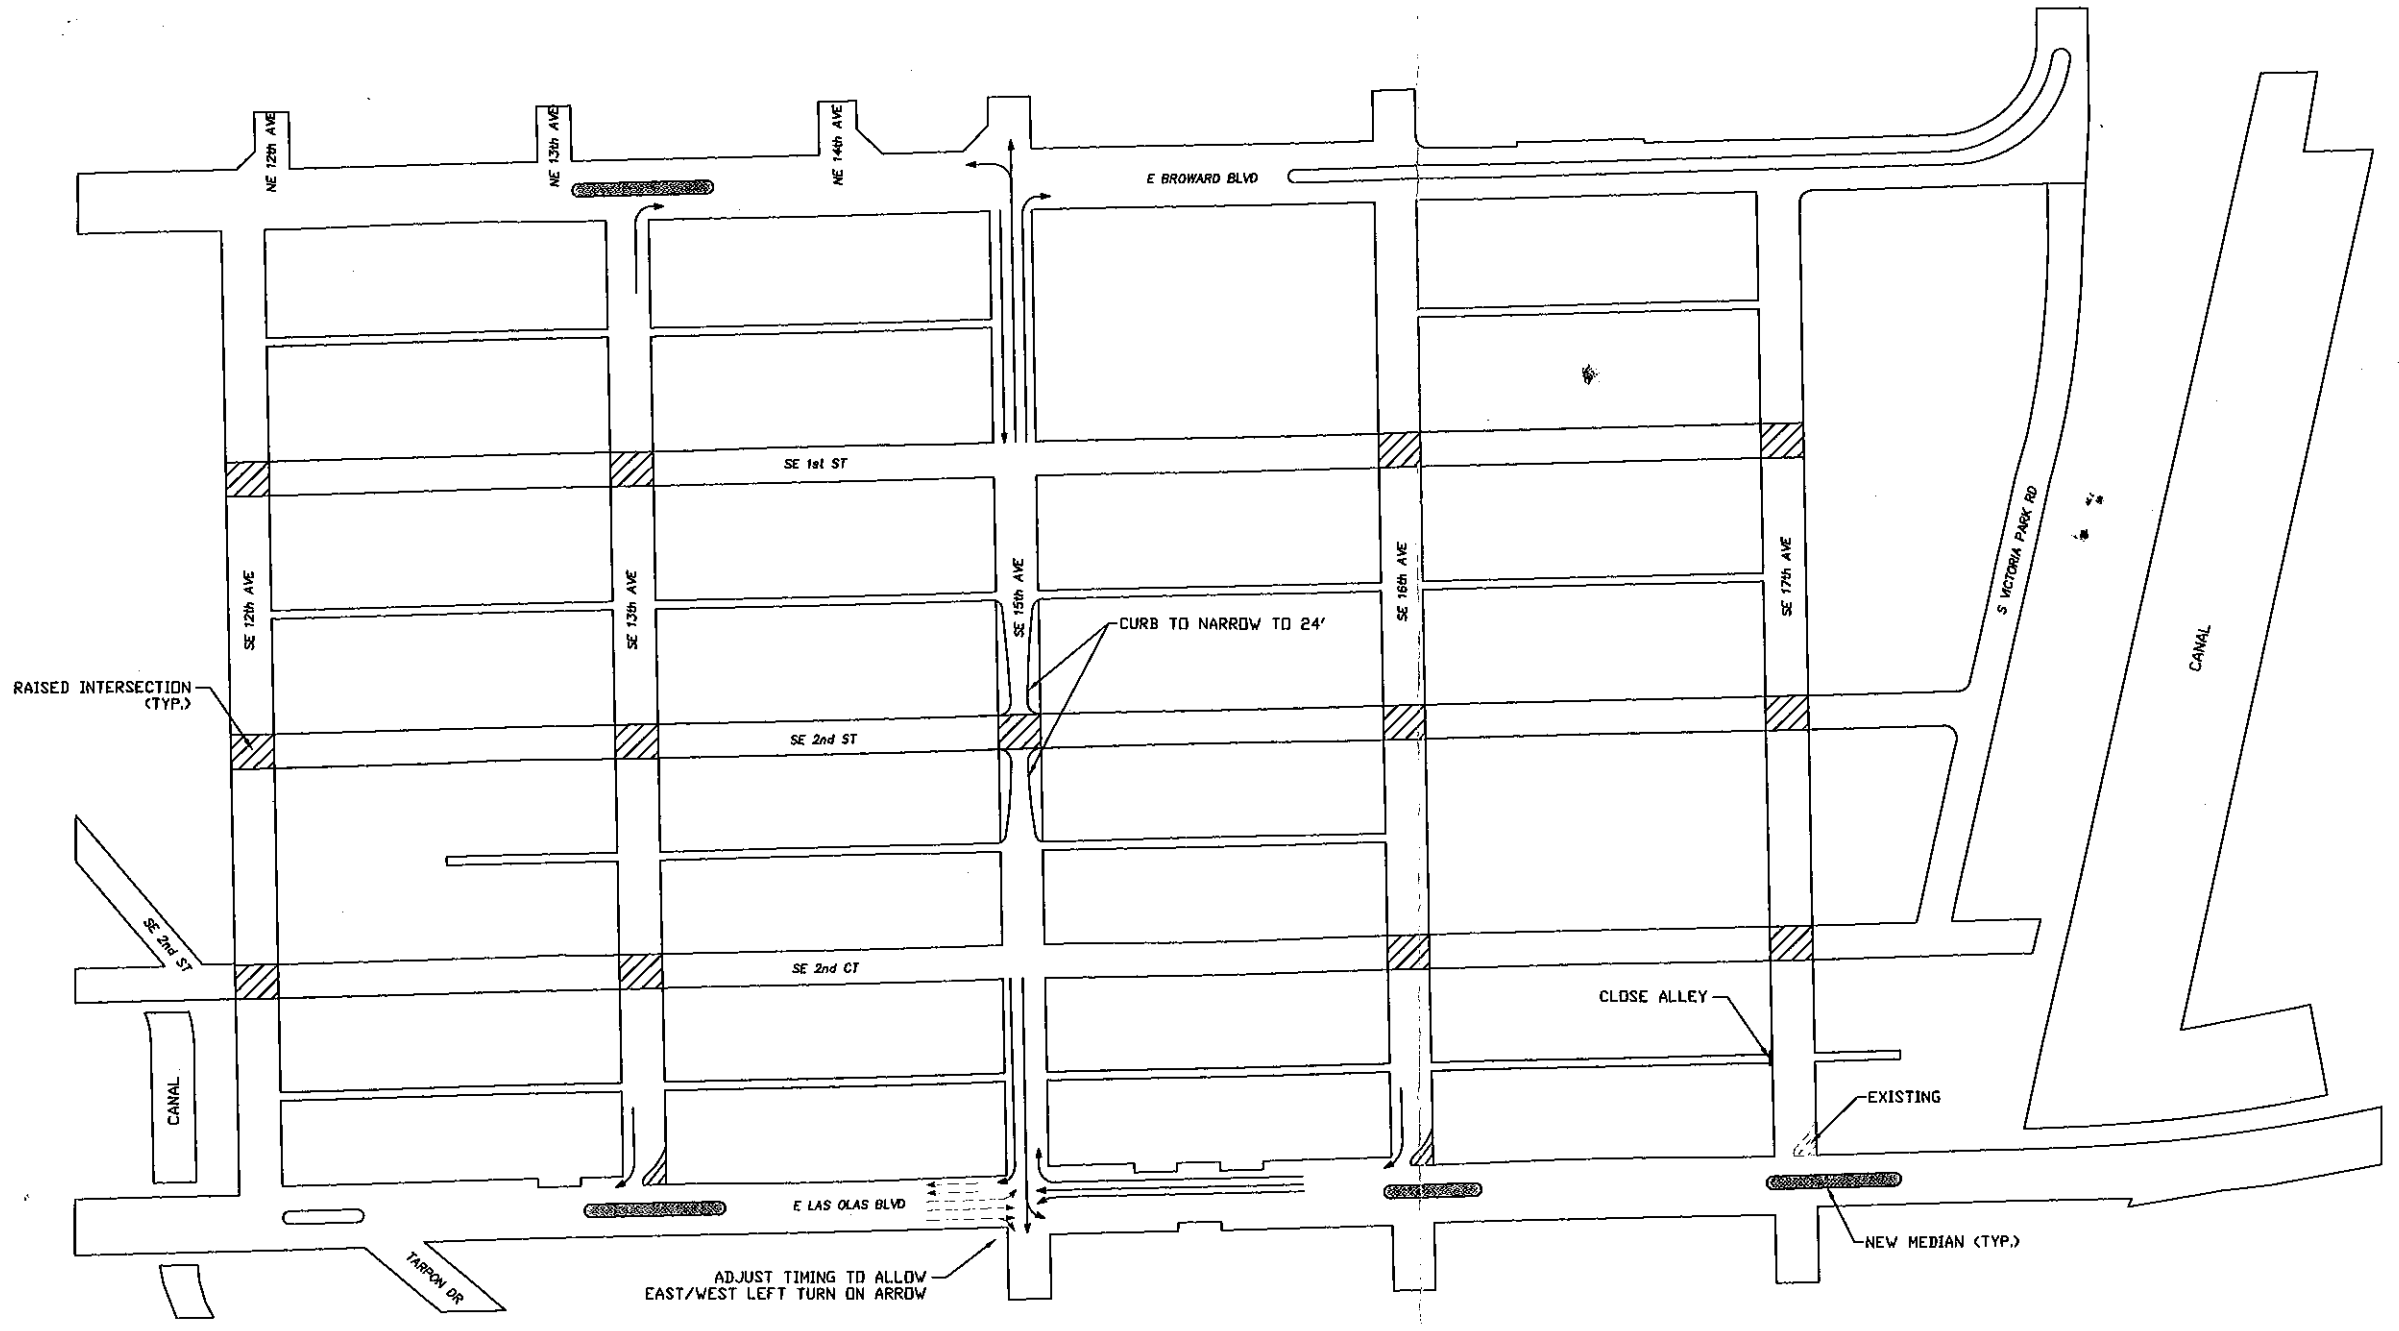 NE 12th AVE
NE 13th AVE
NE 14th AVE
E BROWARD BLVD
SE 1st ST
SE 12th AVE
SE 13th AVE
SE 15th AVE
SE 16th AVE
SE 17th AVE
S VICTORIA PARK RD
CANAL
CURB TO NARROW TO 24'
RAISED INTERSECTION
(TYP.)
SE 2nd ST
SE 2nd ST
SE 2nd CT
CLOSE ALLEY
CANAL
EXISTING
E LAS OLAS BLVD
NEW MEDIAN (TYP.)
TARPON DR
ADJUST TIMING TO ALLOW
EAST/WEST LEFT TURN ON ARROW